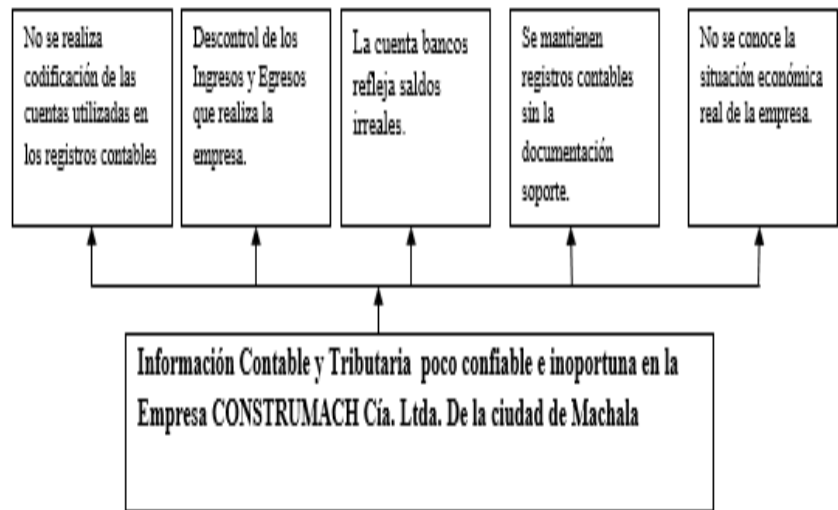 No se realiza
codificación de las
cuentas utilizadas en
los registros contables
Descontrol de los
Ingresos y Egresos
que realiza la
empresa.
La cuenta bancos
refleja saldos
irreales.
Se mantienen
registros contables
sin la
documentación
soporte.
No se conoce la
situación económica
real de la empresa.
Información Contable y Tributaria poco confiable e inoportuna en la
Empresa CONSTRUMACH Cía. Ltda. De la ciudad de Machala